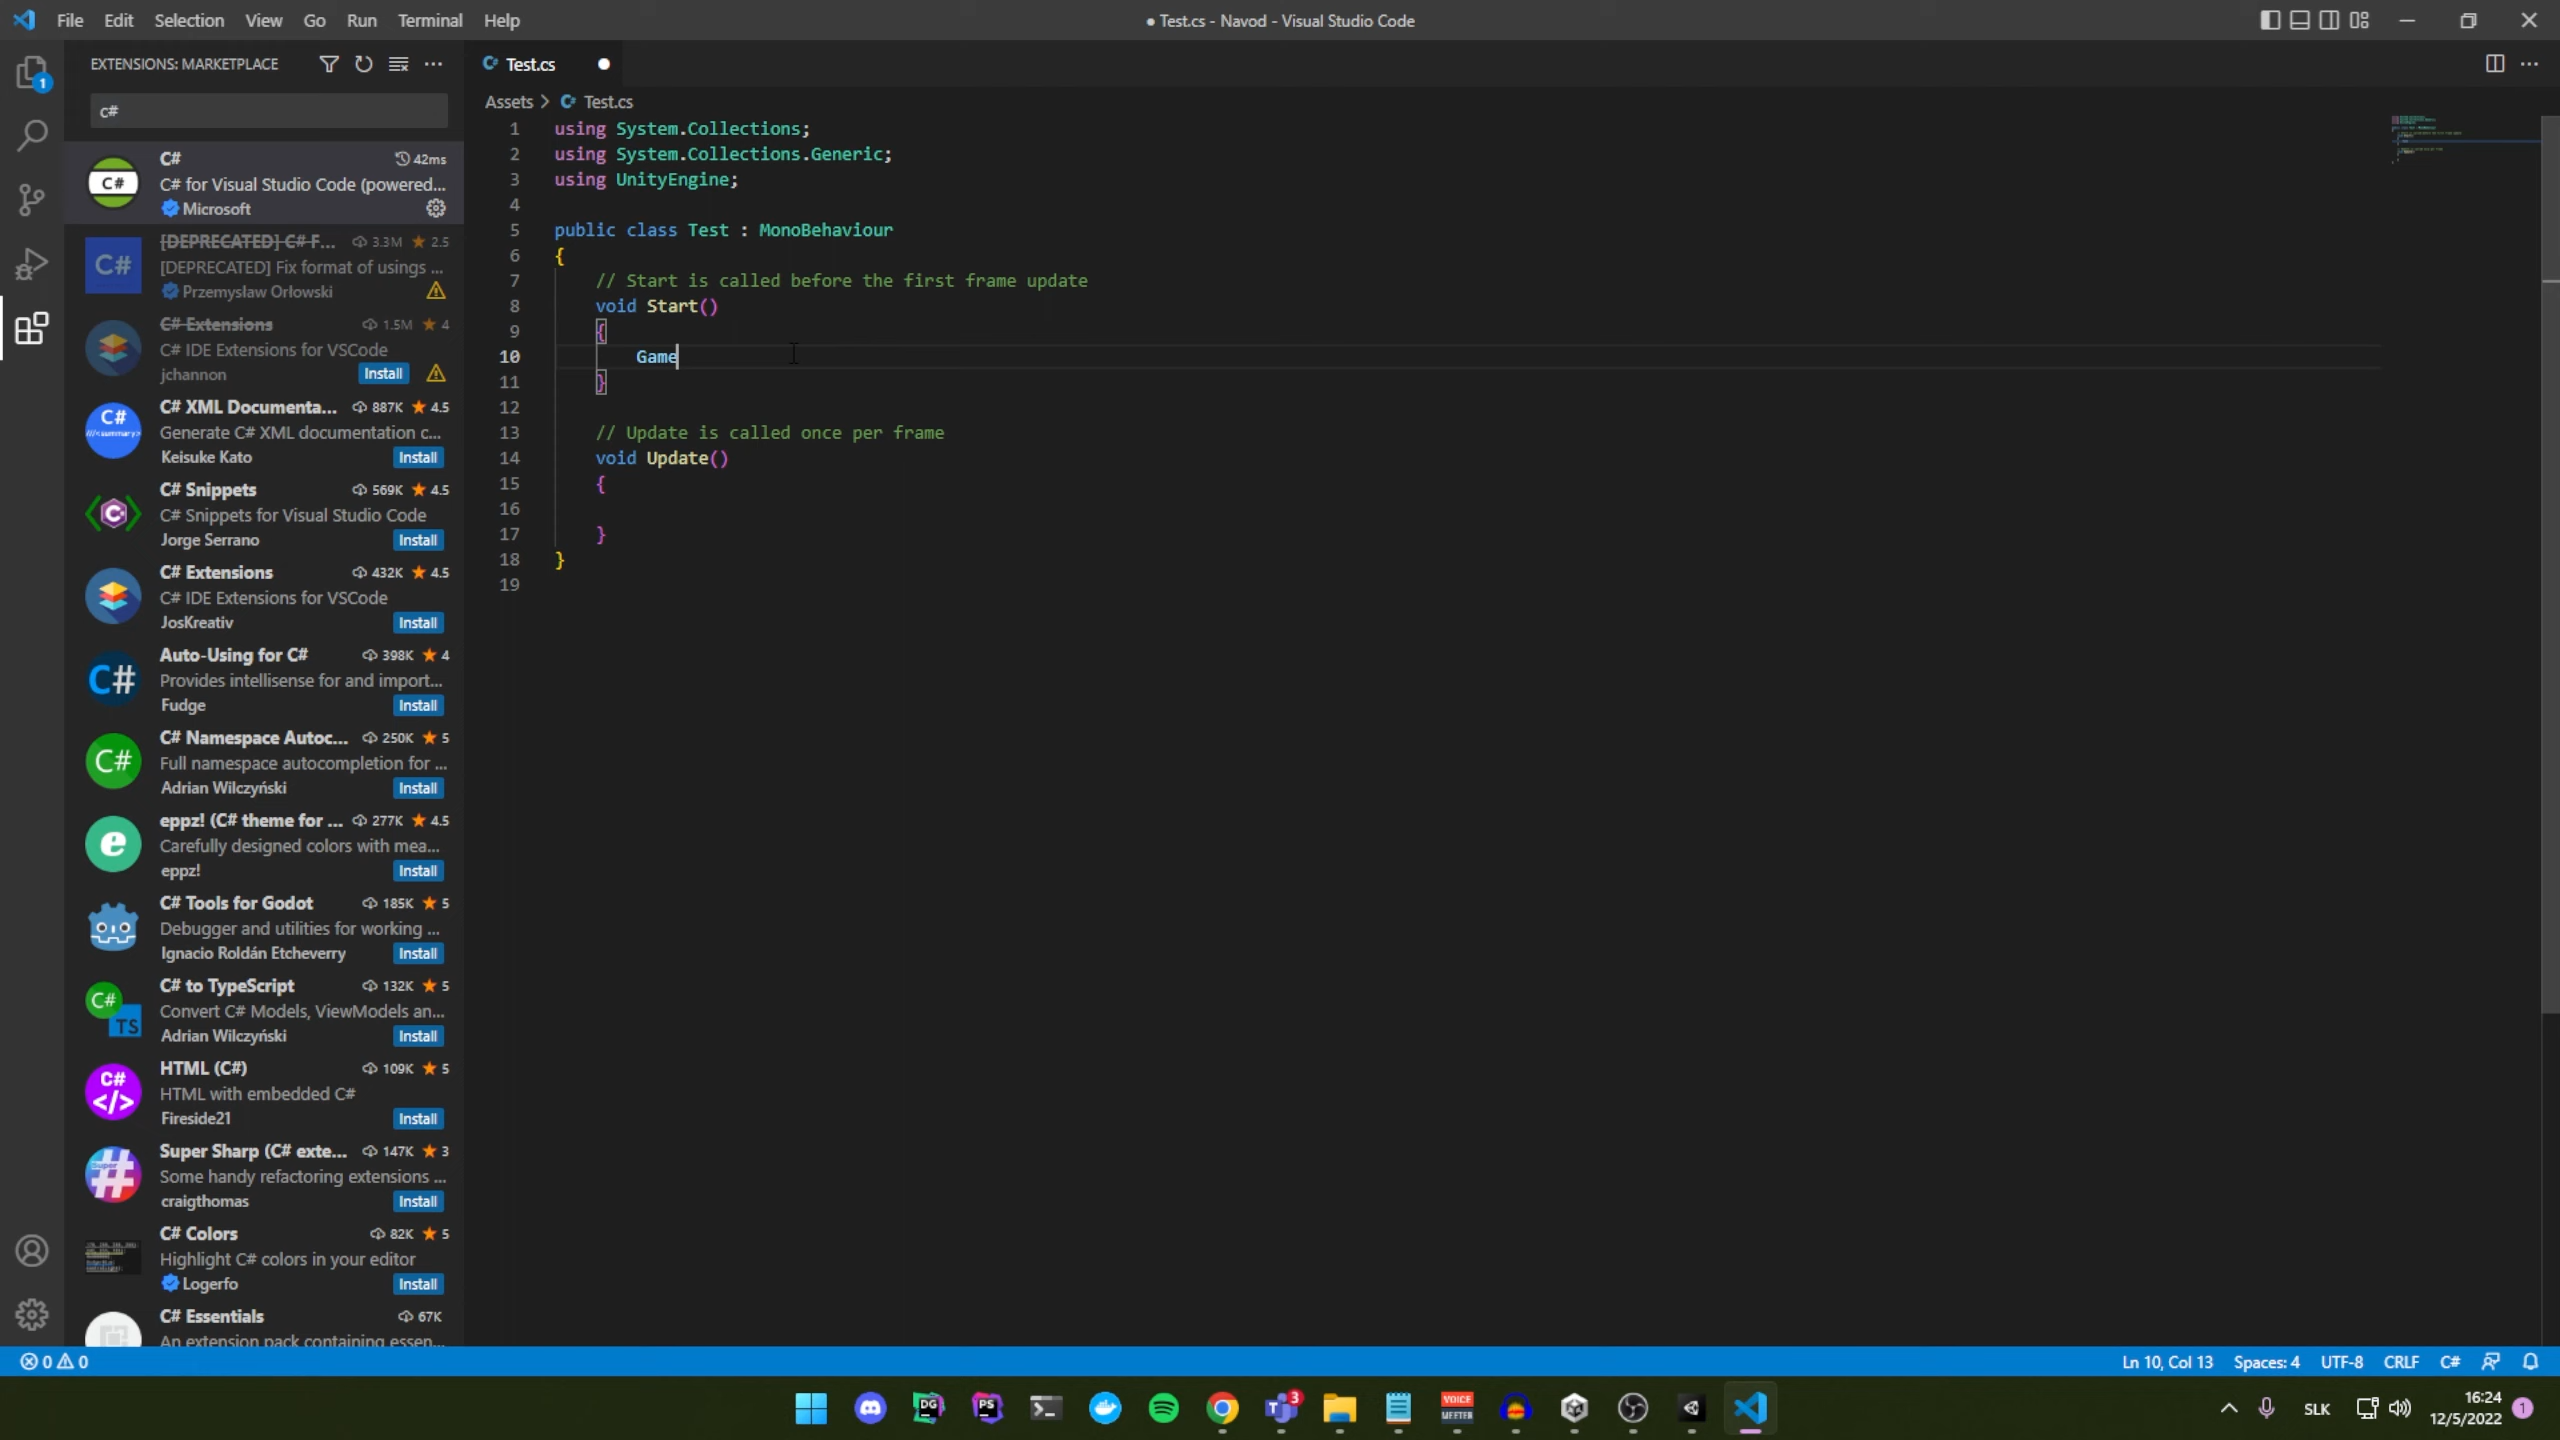 File Edit Selection View Go Run Terminal Help
● Test.cs - Navod - Visual Studio Code
EXTENSIONS: MARKETPLACE
c#
C# 42ms
C# for Visual Studio Code (powered...
Microsoft
[DEPRECATED] C# F... 3.3M ★ 2.5
[DEPRECATED] Fix format of usings ...
Przemysław Orłowski
C# Extensions 1.5M ★ 4
C# IDE Extensions for VSCode
jchannon Install
C# XML Documenta... 887K ★ 4.5
Generate C# XML documentation c...
Keisuke Kato Install
C# Snippets 569K ★ 4.5
C# Snippets for Visual Studio Code
Jorge Serrano Install
C# Extensions 432K ★ 4.5
C# IDE Extensions for VSCode
JosKreativ Install
Auto-Using for C# 398K ★ 4
Provides intellisense for and import...
Fudge Install
C# Namespace Autoc... 250K ★ 5
Full namespace autocompletion for ...
Adrian Wilczyński Install
eppz! (C# theme for ... 277K ★ 4.5
Carefully designed colors with mea...
eppz! Install
C# Tools for Godot 185K ★ 5
Debugger and utilities for working ...
Ignacio Roldán Etcheverry Install
C# to TypeScript 132K ★ 5
Convert C# Models, ViewModels an...
Adrian Wilczyński Install
HTML (C#) 109K ★ 5
HTML with embedded C#
Fireside21 Install
Super Sharp (C# exte... 147K ★ 3
Some handy refactoring extensions ...
craigthomas Install
C# Colors 82K ★ 5
Highlight C# colors in your editor
Logerfo Install
C# Essentials 67K
An extension pack containing essen...
Test.cs
Assets > Test.cs
1 using System.Collections;
2 using System.Collections.Generic;
3 using UnityEngine;
4
5 public class Test : MonoBehaviour
6 {
7 // Start is called before the first frame update
8 void Start()
9 {
10 Game
11 }
12
13 // Update is called once per frame
14 void Update()
15 {
16
17 }
18 }
19
0 0 Ln 10, Col 13 Spaces: 4 UTF-8 CRLF C#
SLK 16:24
12/5/2022 1